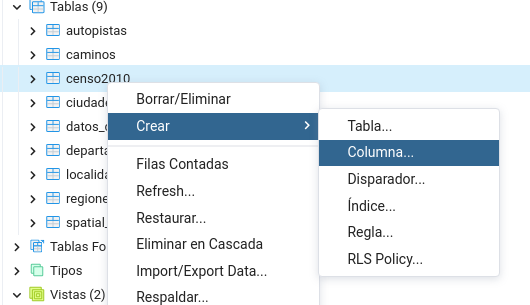 Tablas (9)
autopistas
caminos
censo2010
Borrar/Eliminar
Crear
Tabla...
Columna...
Disparador...
Índice...
Regla...
RLS Policy...
Filas Contadas
Refresh...
Restaurar...
Eliminar en Cascada
Import/Export Data...
Respaldar...
ciudade
datos_
departa
localida
regione
spatial_
Tablas Fo
Tipos
Vistas (2)